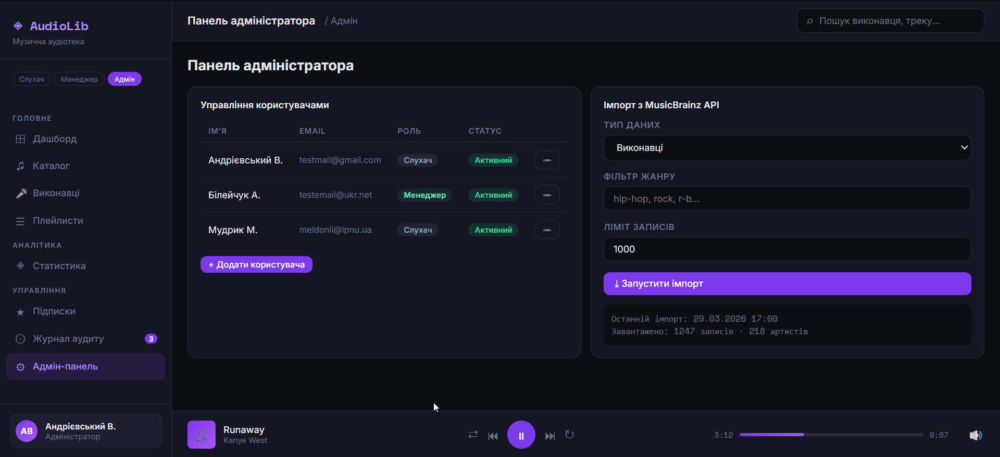 AudioLib
Музична аудіотека
Слухач Менеджер Адмін
ГОЛОВНЕ
Дашборд
Каталог
Виконавці
Плейлисти
АНАЛІТИКА
Статистика
УПРАВЛІННЯ
Підписки
Журнал аудиту 3
Адмін-панель
АВ Андрієвський В.
Адміністратор
Панель адміністратора / Адмін
Пошук виконавця, треку...
Панель адміністратора
Управління користувачами
ІМ'Я EMAIL РОЛЬ СТАТУС
Андрієвський В. testmail@gmail.com Слухач Активний
Білейчук А. testemail@ukr.net Менеджер Активний
Мудрик М. meldonii@lpnu.ua Слухач Активний
+ Додати користувача
Імпорт з MusicBrainz API
ТИП ДАНИХ
Виконавці
ФІЛЬТР ЖАНРУ
hip-hop, rock, r-b...
ЛІМІТ ЗАПИСІВ
1000
↓ Запустити імпорт
Останній імпорт: 29.03.2026 17:00
Завантажено: 1247 записів · 218 артистів
Runaway
Kanye West
3:12 9:07